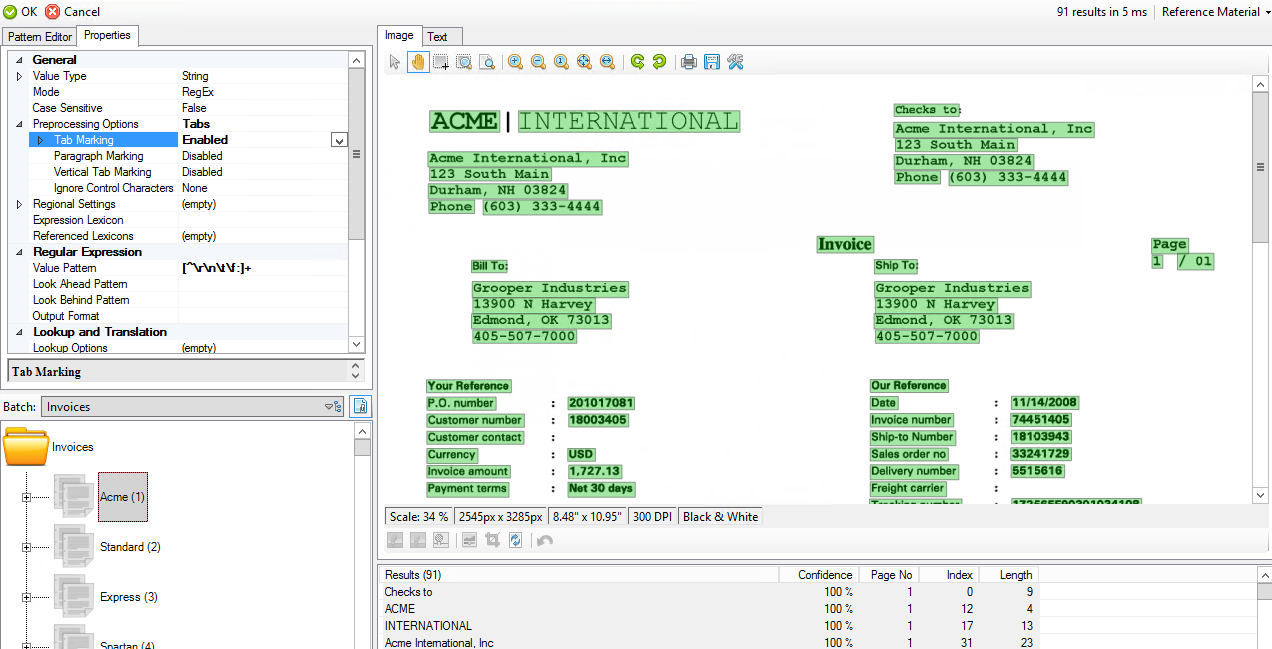 OK Cancel
91 results in 5 ms Reference Material
Pattern Editor Properties
General
Value Type String
Mode RegEx
Case Sensitive False
Preprocessing Options Tabs
Tab Marking Enabled
Paragraph Marking Disabled
Vertical Tab Marking Disabled
Ignore Control Characters None
Regional Settings (empty)
Expression Lexicon
Referenced Lexicons (empty)
Regular Expression
Value Pattern [^\r\n\t\f:]+
Look Ahead Pattern
Look Behind Pattern
Output Format
Lookup and Translation
Lookup Options (empty)
Tab Marking
Batch: Invoices
Invoices
Acme (1)
Standard (2)
Express (3)
Spartan (4)
Image Text
ACME | INTERNATIONAL
Acme International, Inc
123 South Main
Durham, NH 03824
Phone (603) 333-4444
Checks to:
Acme International, Inc
123 South Main
Durham, NH 03824
Phone (603) 333-4444
Invoice
Page
1 / 01
Bill To:
Grooper Industries
13900 N Harvey
Edmond, OK 73013
405-507-7000
Ship To:
Grooper Industries
13900 N Harvey
Edmond, OK 73013
405-507-7000
Your Reference
P.O. number : 201017081
Customer number : 18003405
Customer contact :
Currency : USD
Invoice amount : 1,727.13
Payment terms : Net 30 days
Our Reference
Date : 11/14/2008
Invoice number : 74451405
Ship-to Number : 18103943
Sales order no : 33241729
Delivery number : 5515616
Freight carrier :
Scale: 34 % 2545px x 3285px 8.48" x 10.95" 300 DPI Black & White
Results (91) Confidence Page No Index Length
Checks to 100 % 1 0 9
ACME 100 % 1 12 4
INTERNATIONAL 100 % 1 17 13
Acme International, Inc 100 % 1 31 23